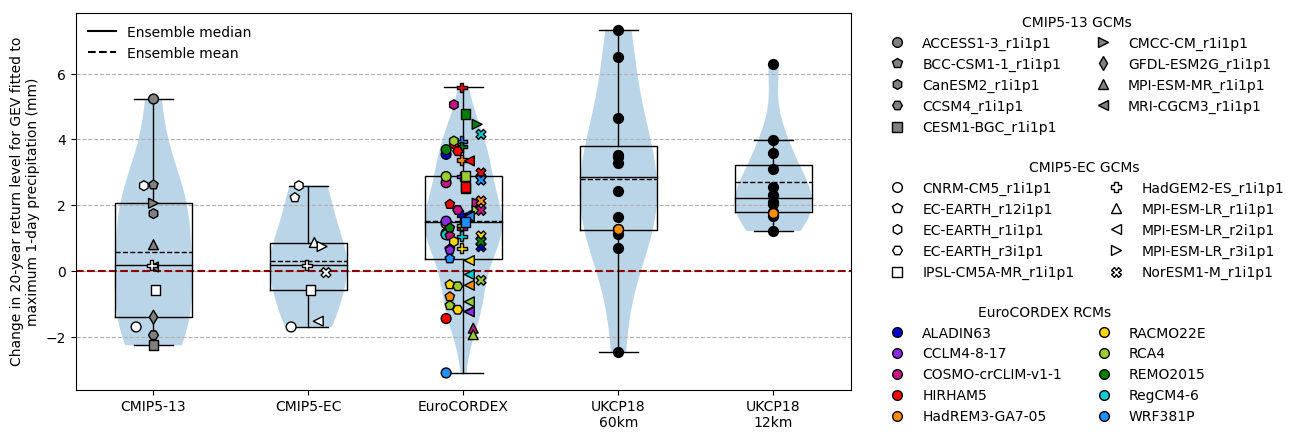 Change in 20-year return level for GEV fitted to
maximum 1-day precipitation (mm)
6
4
2
0
−2
Ensemble median
Ensemble mean
CMIP5-13
CMIP5-EC
EuroCORDEX
UKCP18
60km
UKCP18
12km
CMIP5-13 GCMs
ACCESS1-3_r1i1p1
BCC-CSM1-1_r1i1p1
CanESM2_r1i1p1
CCSM4_r1i1p1
CESM1-BGC_r1i1p1
CMCC-CM_r1i1p1
GFDL-ESM2G_r1i1p1
MPI-ESM-MR_r1i1p1
MRI-CGCM3_r1i1p1
CMIP5-EC GCMs
CNRM-CM5_r1i1p1
EC-EARTH_r12i1p1
EC-EARTH_r1i1p1
EC-EARTH_r3i1p1
IPSL-CM5A-MR_r1i1p1
HadGEM2-ES_r1i1p1
MPI-ESM-LR_r1i1p1
MPI-ESM-LR_r2i1p1
MPI-ESM-LR_r3i1p1
NorESM1-M_r1i1p1
EuroCORDEX RCMs
ALADIN63
CCLM4-8-17
COSMO-crCLIM-v1-1
HIRHAM5
HadREM3-GA7-05
RACMO22E
RCA4
REMO2015
RegCM4-6
WRF381P